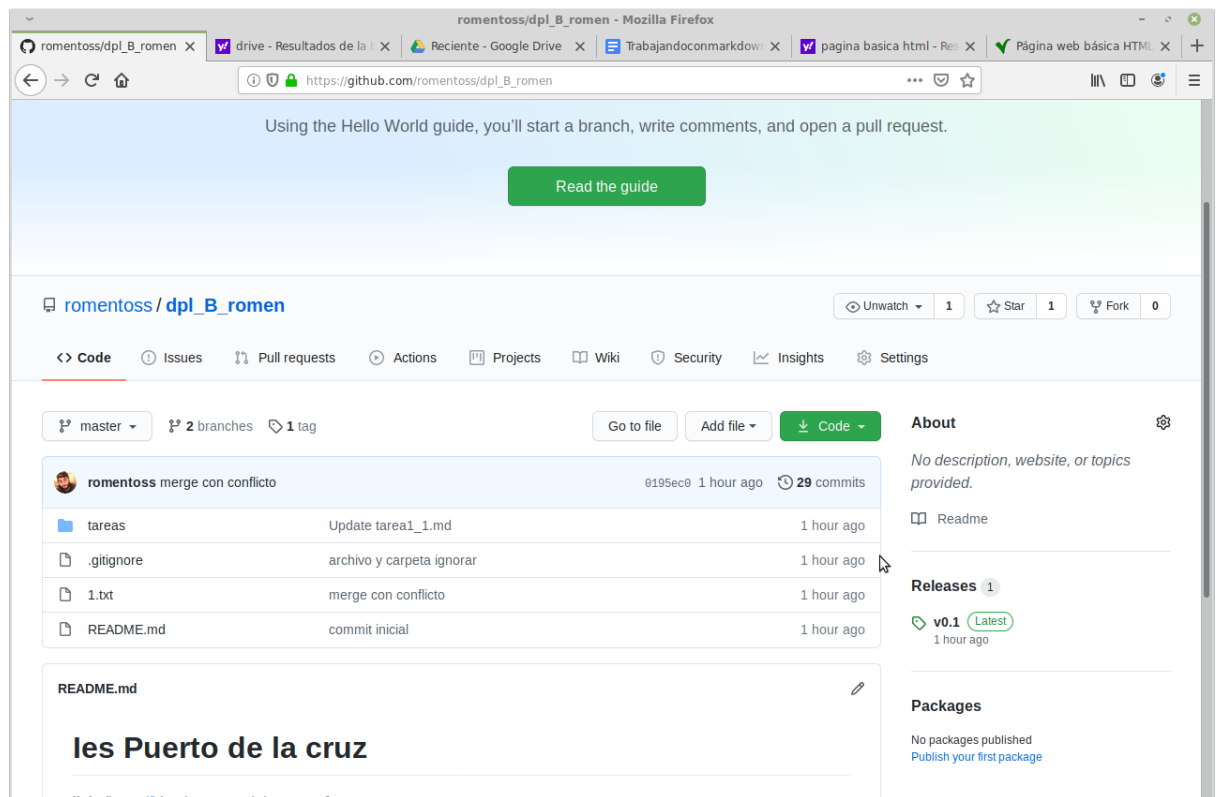 romentoss/dpl_B_romen - Mozilla Firefox
romentoss/dpl_B_romen
drive - Resultados de la
Reciente - Google Drive
Trabajandoconmarkdown
pagina basica html - Res
Página web básica HTML
https://github.com/romentoss/dpl_B_romen
Using the Hello World guide, you'll start a branch, write comments, and open a pull request.
Read the guide
romentoss / dpl_B_romen
Unwatch 1 Star 1 Fork 0
Code Issues Pull requests Actions Projects Wiki Security Insights Settings
master 2 branches 1 tag Go to file Add file Code
romentoss merge con conflicto 0195ec0 1 hour ago 29 commits
tareas Update tarea1_1.md 1 hour ago
.gitignore archivo y carpeta ignorar 1 hour ago
1.txt merge con conflicto 1 hour ago
README.md commit inicial 1 hour ago
README.md
Ies Puerto de la cruz
About
No description, website, or topics
provided.
Readme
Releases 1
v0.1 Latest
1 hour ago
Packages
No packages published
Publish your first package